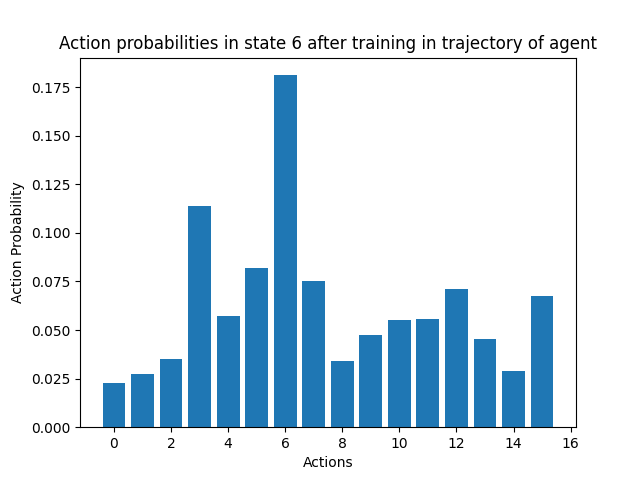 Action probabilities in state 6 after training in trajectory of agent
0.175
0.150
0.125
0.100
0.075
0.050
0.025
0.000
Action Probability
0 2 4 6 8 10 12 14 16
Actions